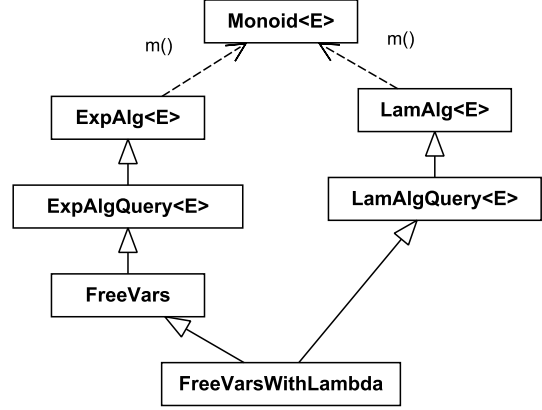 Monoid<E>
m()
m()
ExpAlg<E>
LamAlg<E>
ExpAlgQuery<E>
LamAlgQuery<E>
FreeVars
FreeVarsWithLambda